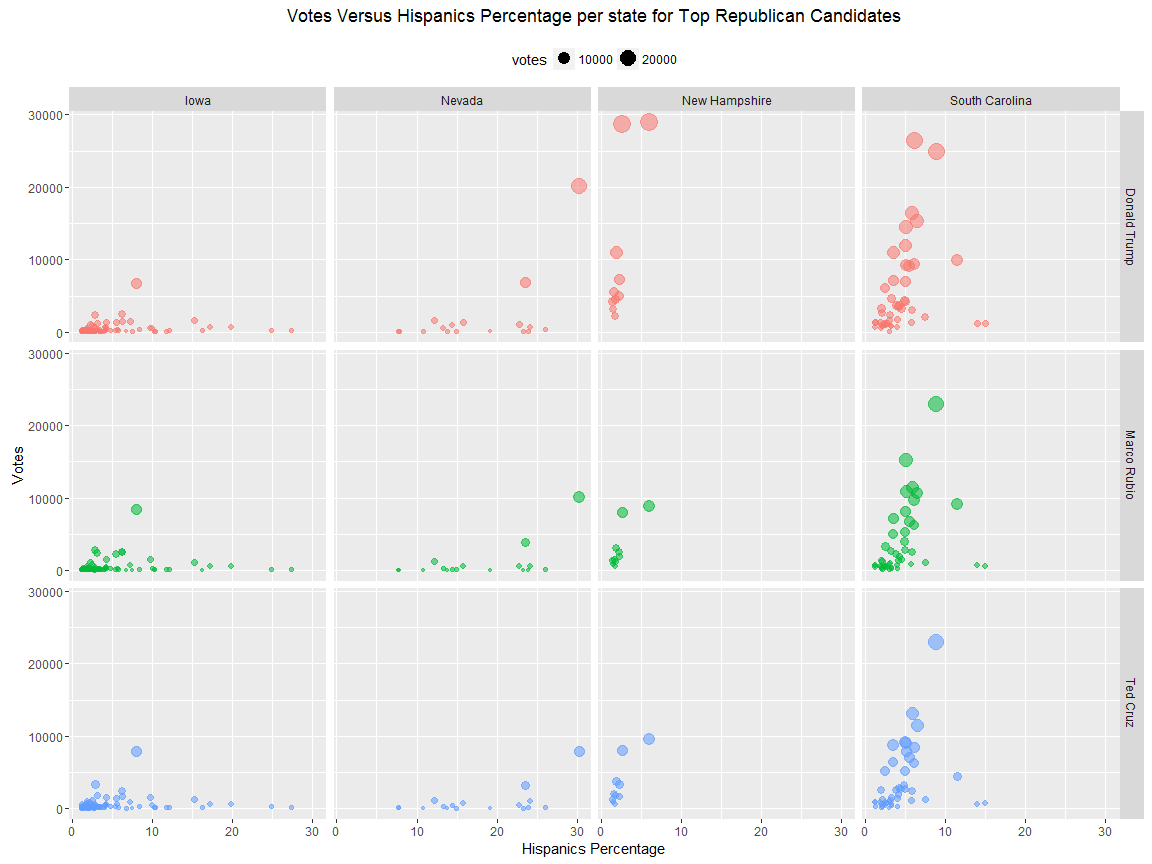 Votes Versus Hispanics Percentage per state for Top Republican Candidates
votes 10000 20000
Iowa Nevada New Hampshire South Carolina
30000
20000
10000
0
Donald Trump
30000
20000
10000
0
Marco Rubio
Votes
30000
20000
10000
0
Ted Cruz
0 10 20 30 0 10 20 30 0 10 20 30 0 10 20 30
Hispanics Percentage